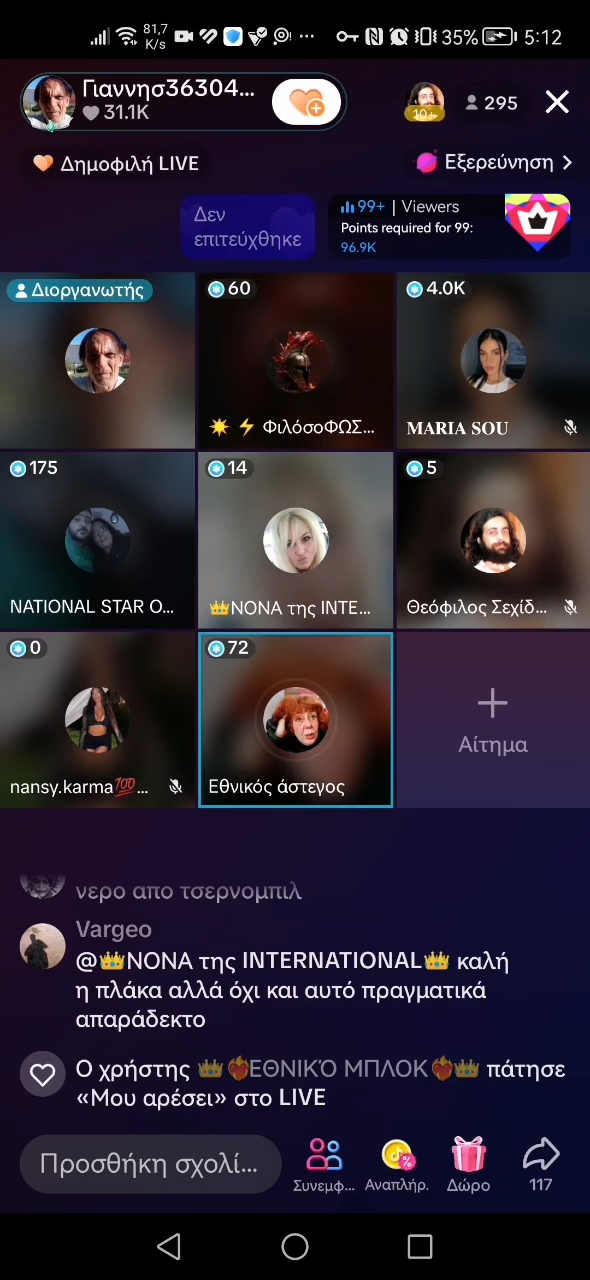 81,7
K/s
35%
5:12
Γιαννησ36304...
31.1K
10+
295
Δημοφιλή LIVE
Εξερεύνηση
Δεν
επιτεύχθηκε
99+ | Viewers
Points required for 99:
96.9K
Διοργανωτής
60
ΦιλόσοΦΩΣ...
4.0K
MARIA SOU
175
NATIONAL STAR O...
14
👑NONA της INTE...
5
Θεόφιλος Σεχίδ...
0
nansy.karma💯...
72
Εθνικός άστεγος
Αίτημα
νερο απο τσερνομπιλ
Vargeo
@👑NONA της INTERNATIONAL👑 καλή
η πλάκα αλλά όχι και αυτό πραγματικά
απαράδεκτο
Ο χρήστης 👑❤️‍🔥ΕΘΝΙΚΌ ΜΠΛΟΚ❤️‍🔥👑 πάτησε
«Μου αρέσει» στο LIVE
Προσθήκη σχολί...
Συνεμφ...
Αναπλήρ.
Δώρο
117